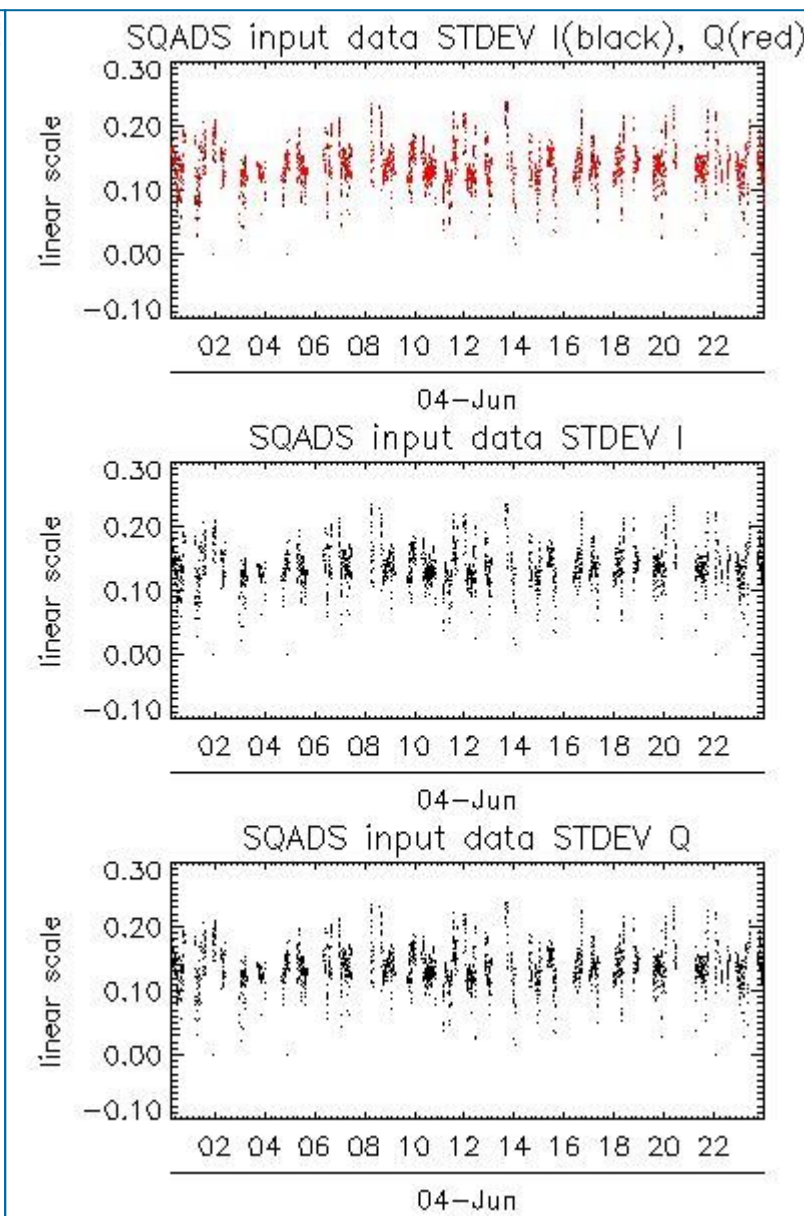 SQADS input data STDEV I(black), Q(red)
0.30
0.20
0.10
0.00
-0.10
linear scale
02 04 06 08 10 12 14 16 18 20 22
04-Jun
SQADS input data STDEV I
0.30
0.20
0.10
0.00
-0.10
linear scale
02 04 06 08 10 12 14 16 18 20 22
04-Jun
SQADS input data STDEV Q
0.30
0.20
0.10
0.00
-0.10
linear scale
02 04 06 08 10 12 14 16 18 20 22
04-Jun